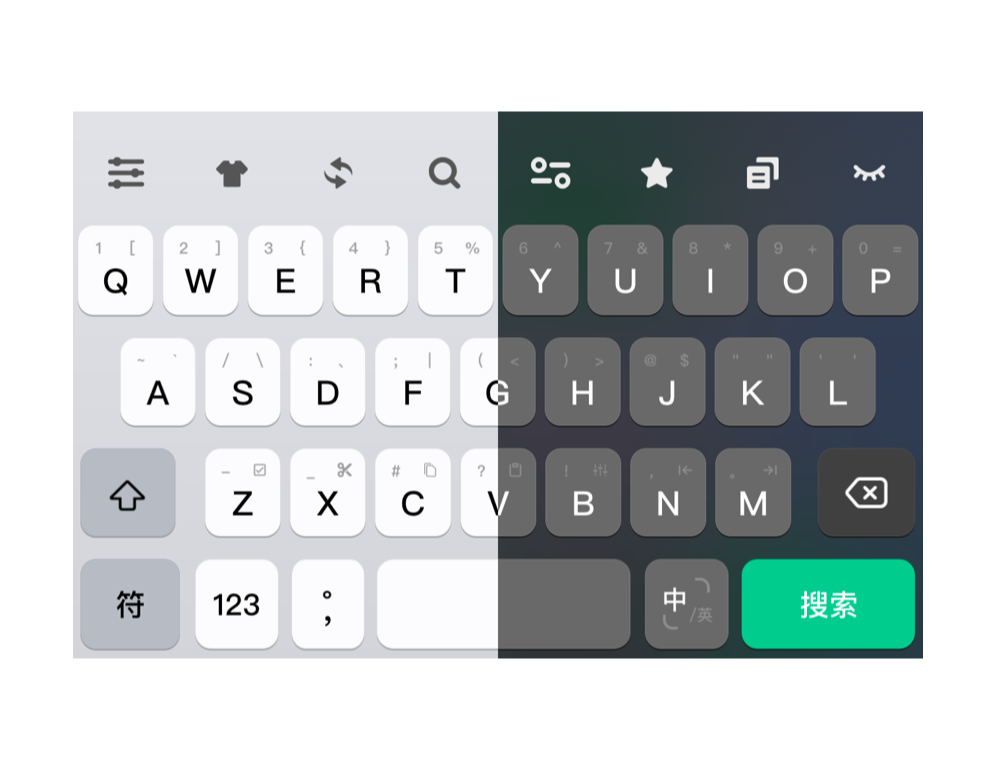 1 [ 2 ] 3 { 4 } 5 % 6 ^ 7 & 8 * 9 + 0 =
Q W E R T Y U I O P
~ ` / \ : 、 ; | ( < ) > @ $ " " ' '
A S D F G H J K L
– _ # ? ! , 。
Z X C V B N M
符 123 。, 中/英 搜索